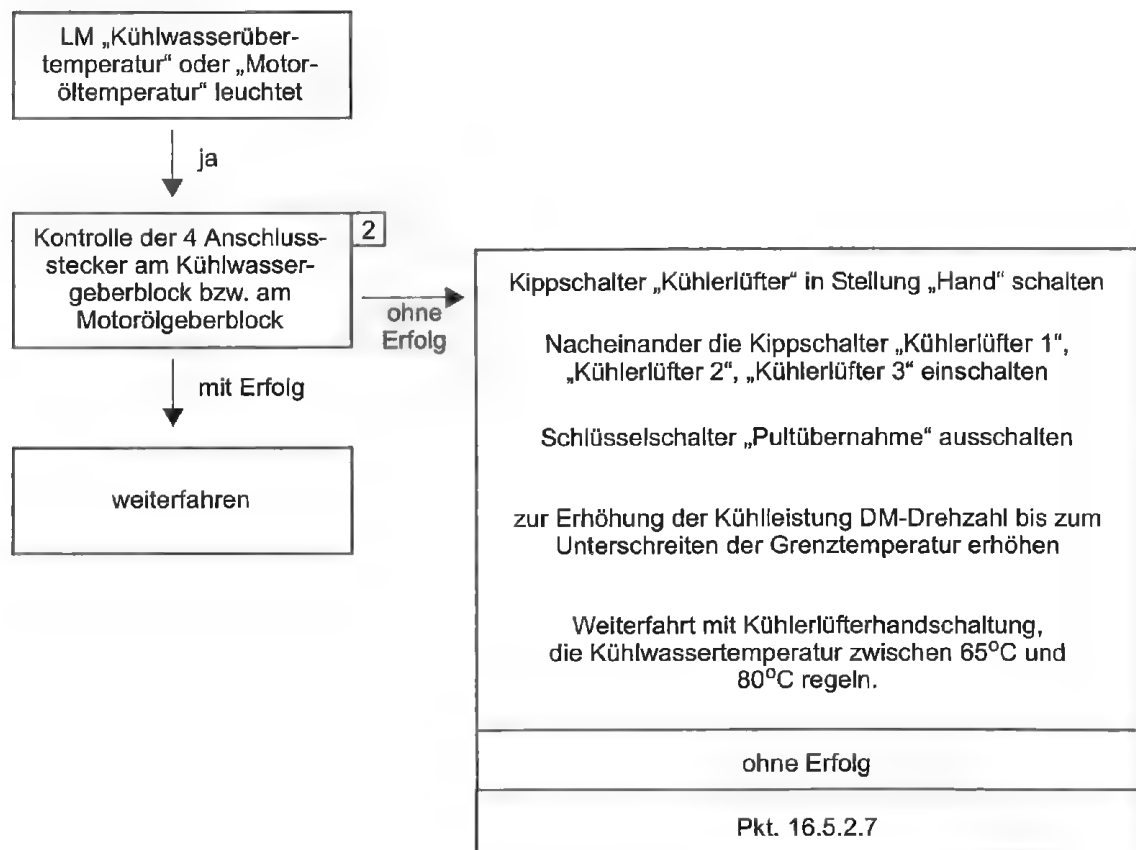 LM „Kühlwasserüber-
temperatur“ oder „Motor-
öltemperatur“ leuchtet
ja
2
Kontrolle der 4 Anschluss-
stecker am Kühlwasser-
geberblock bzw. am
Motorölgeberblock
ohne
Erfolg
mit Erfolg
weiterfahren
Kippschalter „Kühlerlüfter“ in Stellung „Hand“ schalten
Nacheinander die Kippschalter „Kühlerlüfter 1“,
„Kühlerlüfter 2“, „Kühlerlüfter 3“ einschalten
Schlüsselschalter „Pultübernahme“ ausschalten
zur Erhöhung der Kühlleistung DM-Drehzahl bis zum
Unterschreiten der Grenztemperatur erhöhen
Weiterfahrt mit Kühlerlüfterhandschaltung,
die Kühlwassertemperatur zwischen 65°C und
80°C regeln.
ohne Erfolg
Pkt. 16.5.2.7